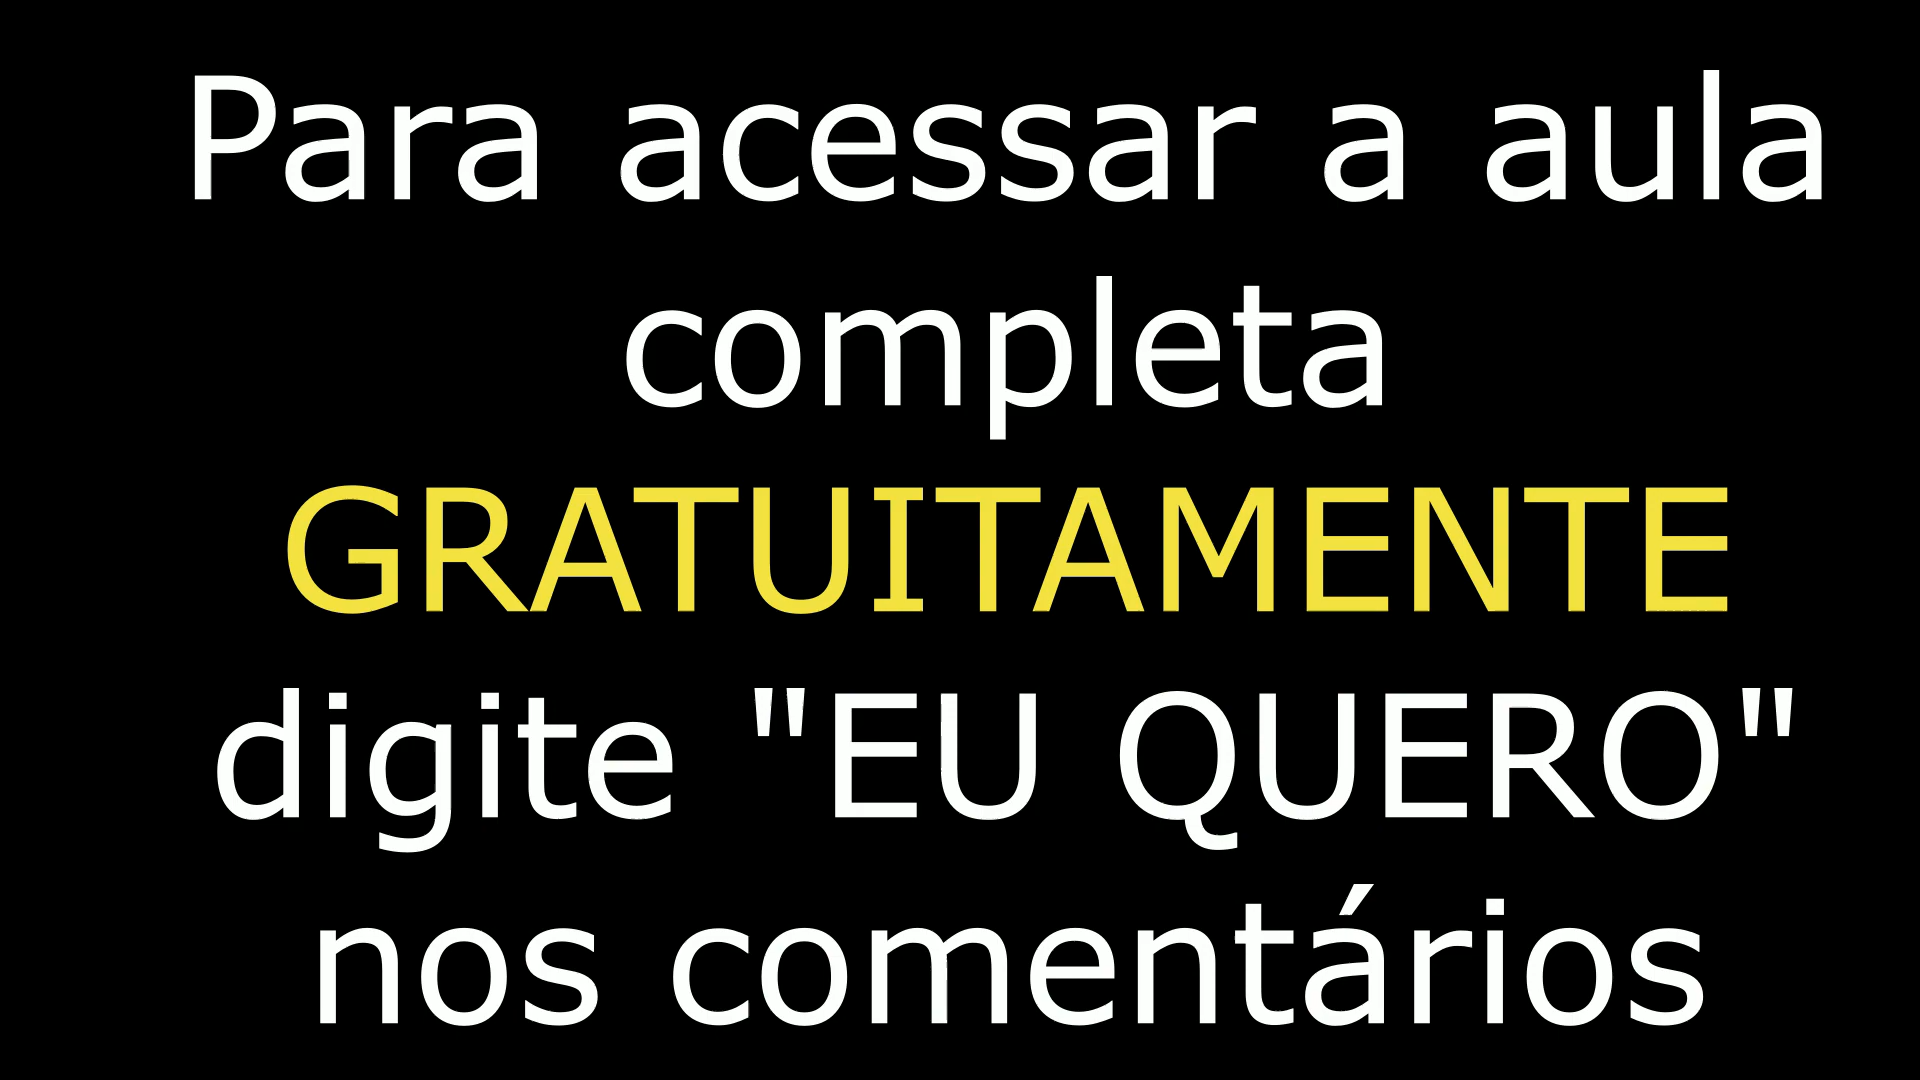 Para acessar a aula
completa
GRATUITAMENTE
digite "EU QUERO"
nos comentários